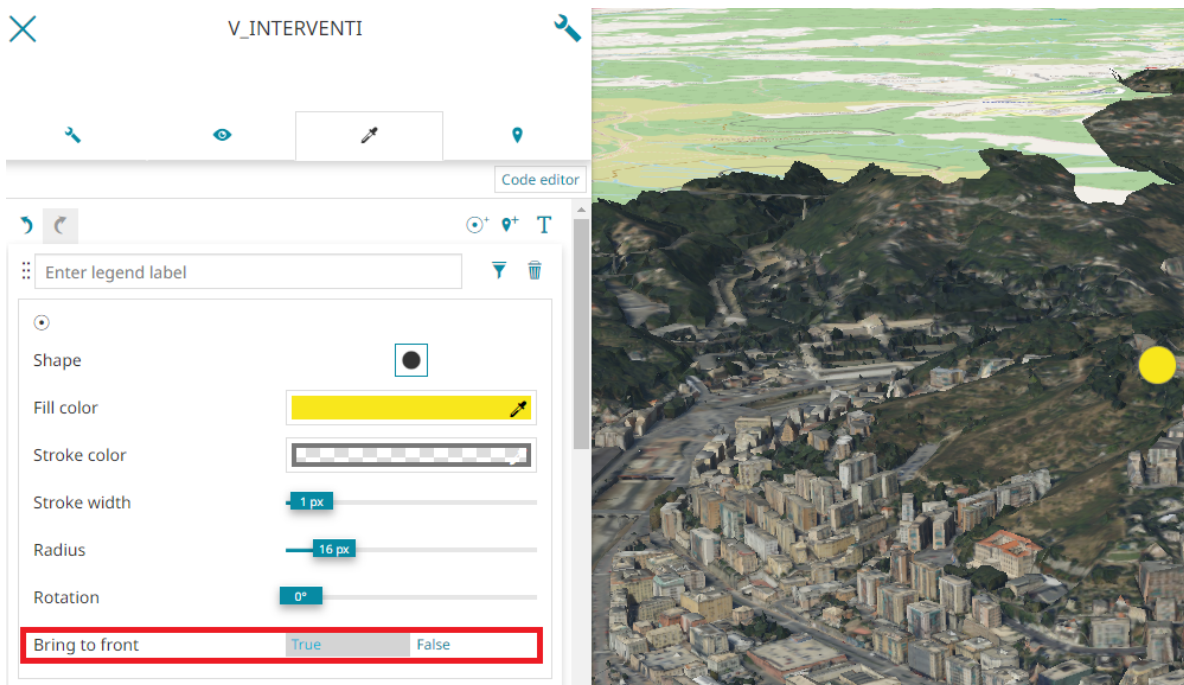 V_INTERVENTI
Code editor
T
Enter legend label
Shape
Fill color
Stroke color
Stroke width
1 px
Radius
16 px
Rotation
0°
Bring to front
True
False